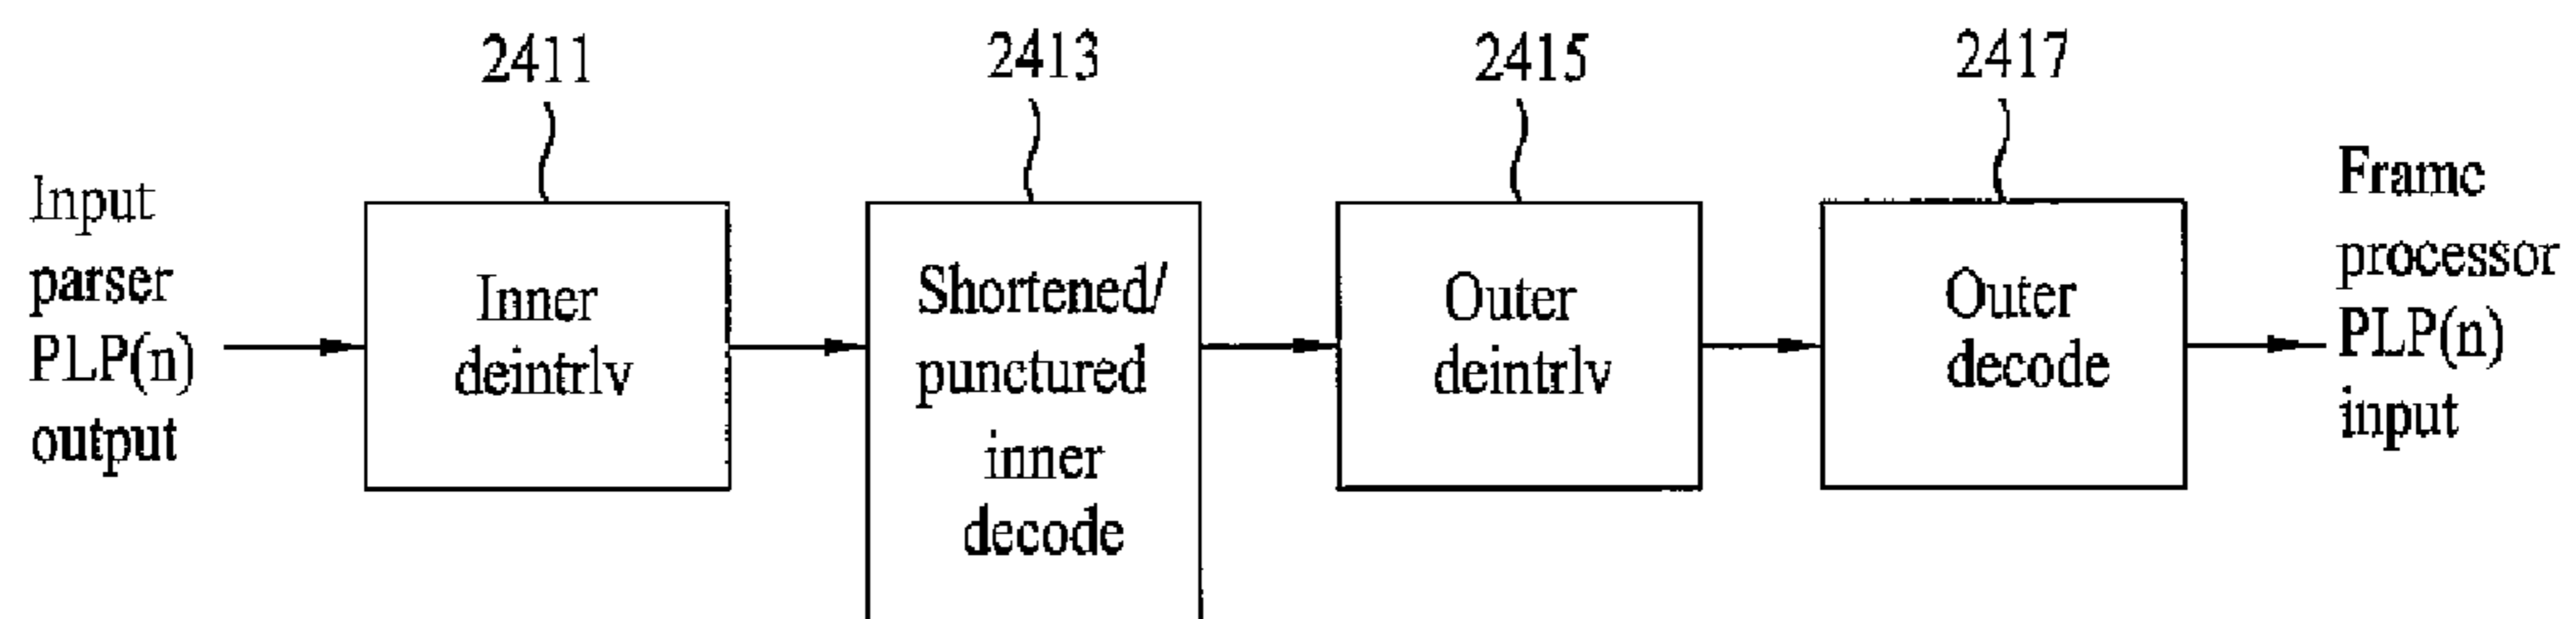 2411
2413
2415
2417
Input
parser
PLP(n)
output
Inner
deintrlv
Shortened/
punctured
inner
decode
Outer
deintrlv
Outer
decode
Frame
processor
PLP(n)
input